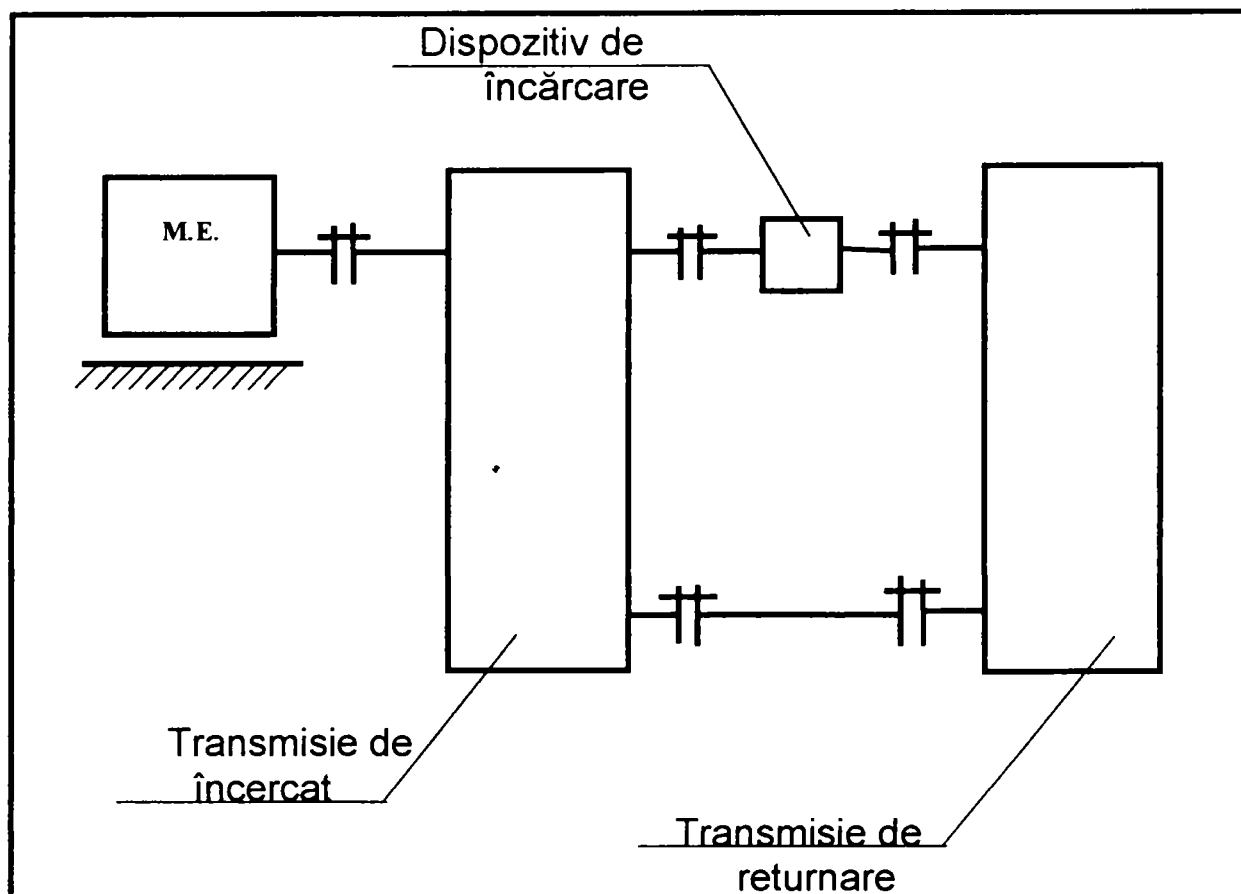 Dispozitiv de
încărcare
M.E.
Transmisie de
încercat
Transmisie de
returnare